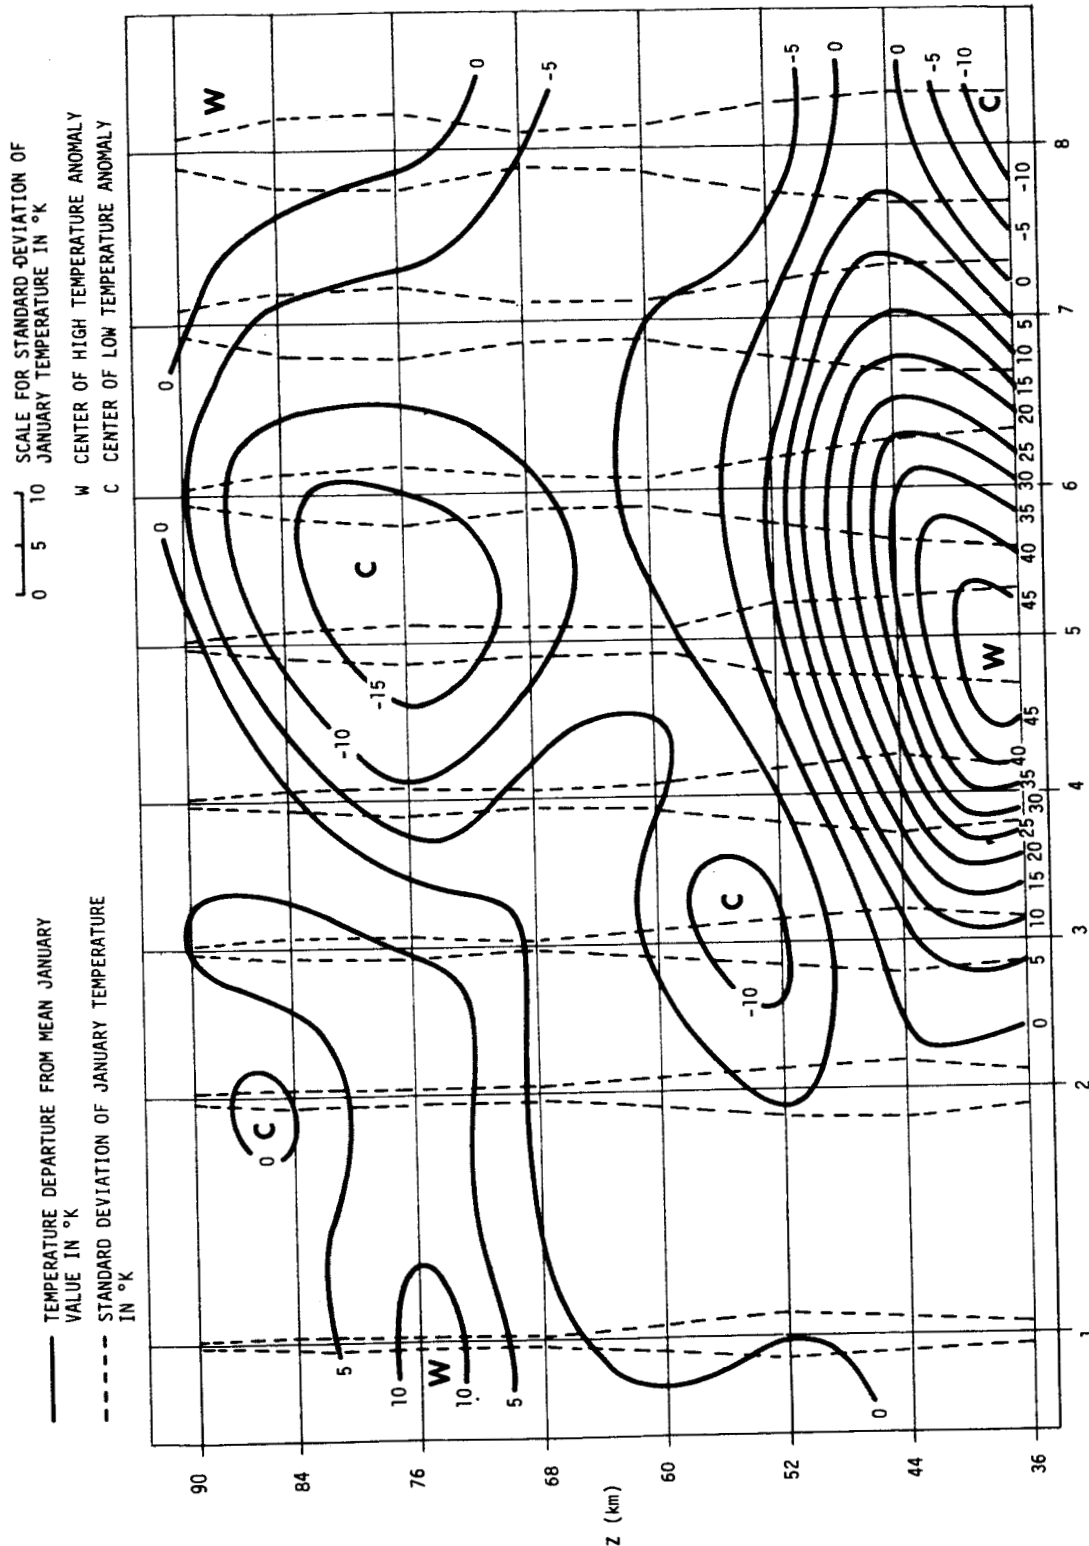 TEMPERATURE DEPARTURE FROM MEAN JANUARY
VALUE IN °K
STANDARD DEVIATION OF JANUARY TEMPERATURE
IN °K
0 5 10
SCALE FOR STANDARD DEVIATION OF
JANUARY TEMPERATURE IN °K
W CENTER OF HIGH TEMPERATURE ANOMALY
C CENTER OF LOW TEMPERATURE ANOMALY
Z (km)
90
84
76
68
60
52
44
36
0
0
0
-5
W
C
0
5
10
W
10
5
-10
-15
C
C
-10
-5
0
0
-5
-10
C
W
0
0 5 10 15 20 25 30 35 40 45 45 40 35 30 25 20 15 10 5 0 -5 -10
1 2 3 4 5 6 7 8